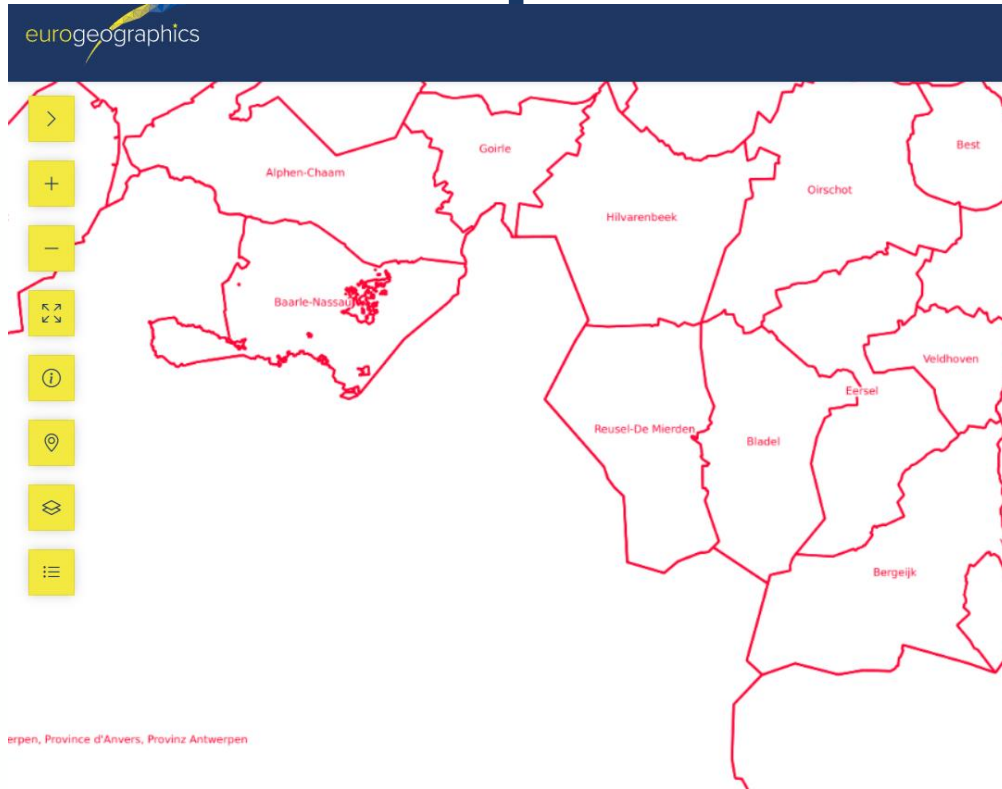 eurogeographics
Goirle
Best
Alphen-Chaam
Oirschot
Hilvarenbeek
Baarle-Nassau
Veldhoven
Eersel
Reusel-De Mierden
Bladel
Bergeijk
erpen, Province d'Anvers, Provinz Antwerpen